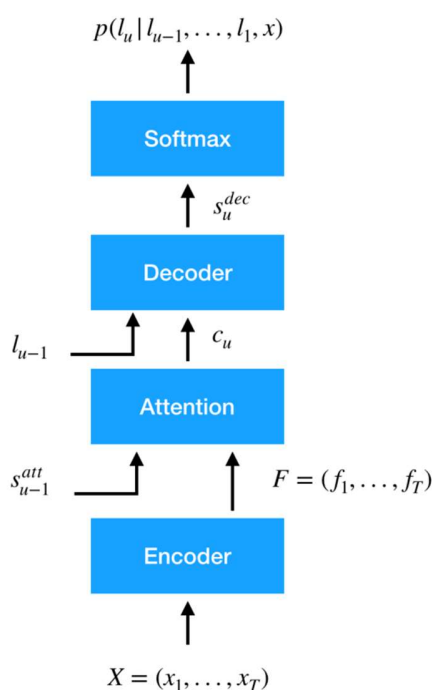 p(l_u | l_{u-1}, . . . , l_1, x)
Softmax
s_u^{dec}
Decoder
l_{u-1}
c_u
Attention
s_{u-1}^{att}
F = (f_1, . . . , f_T)
Encoder
X = (x_1, . . . , x_T)